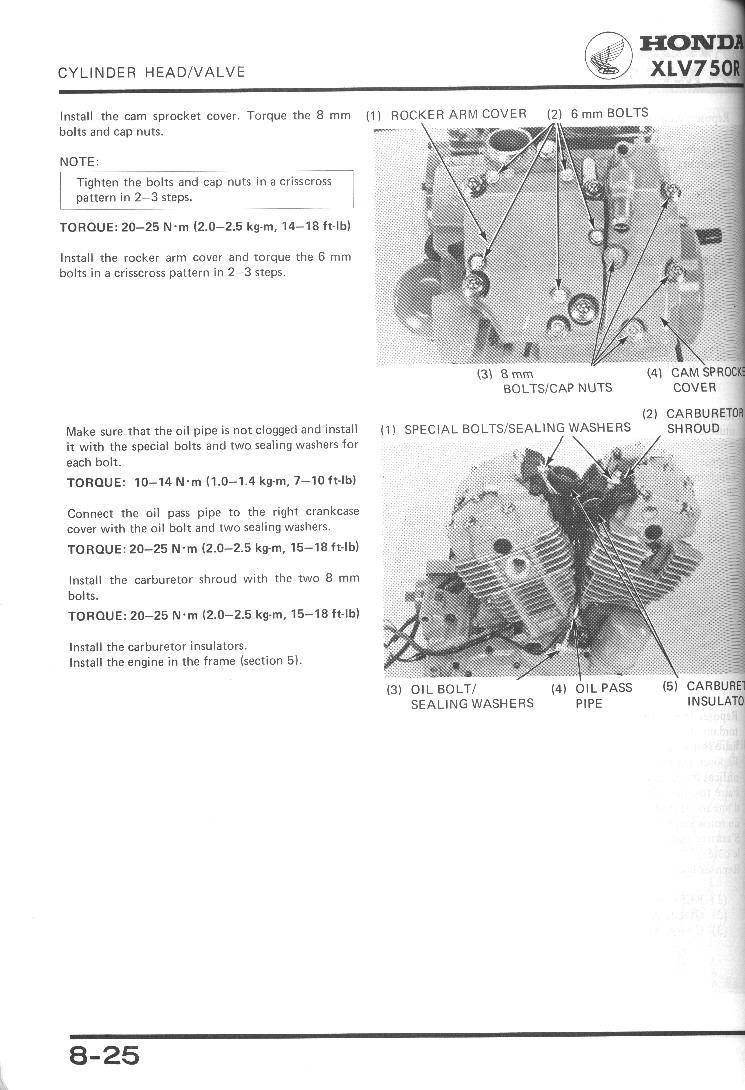 CYLINDER HEAD/VALVE
HONDA
XLV750R
Install the cam sprocket cover. Torque the 8 mm
bolts and cap nuts.
NOTE:
Tighten the bolts and cap nuts in a crisscross
pattern in 2–3 steps.
TORQUE: 20–25 N·m (2.0–2.5 kg-m, 14–18 ft-lb)
Install the rocker arm cover and torque the 6 mm
bolts in a crisscross pattern in 2–3 steps.
(1) ROCKER ARM COVER (2) 6 mm BOLTS
(3) 8 mm
BOLTS/CAP NUTS
(4) CAM SPROCKE
COVER
Make sure that the oil pipe is not clogged and install
it with the special bolts and two sealing washers for
each bolt.
TORQUE: 10–14 N·m (1.0–1.4 kg-m, 7–10 ft-lb)
Connect the oil pass pipe to the right crankcase
cover with the oil bolt and two sealing washers.
TORQUE: 20–25 N·m (2.0–2.5 kg-m, 15–18 ft-lb)
Install the carburetor shroud with the two 8 mm
bolts.
TORQUE: 20–25 N·m (2.0–2.5 kg-m, 15–18 ft-lb)
Install the carburetor insulators.
Install the engine in the frame (section 5).
(1) SPECIAL BOLTS/SEALING WASHERS
(2) CARBURETOR
SHROUD
(3) OIL BOLT/
SEALING WASHERS
(4) OIL PASS
PIPE
(5) CARBURET
INSULATO
8-25